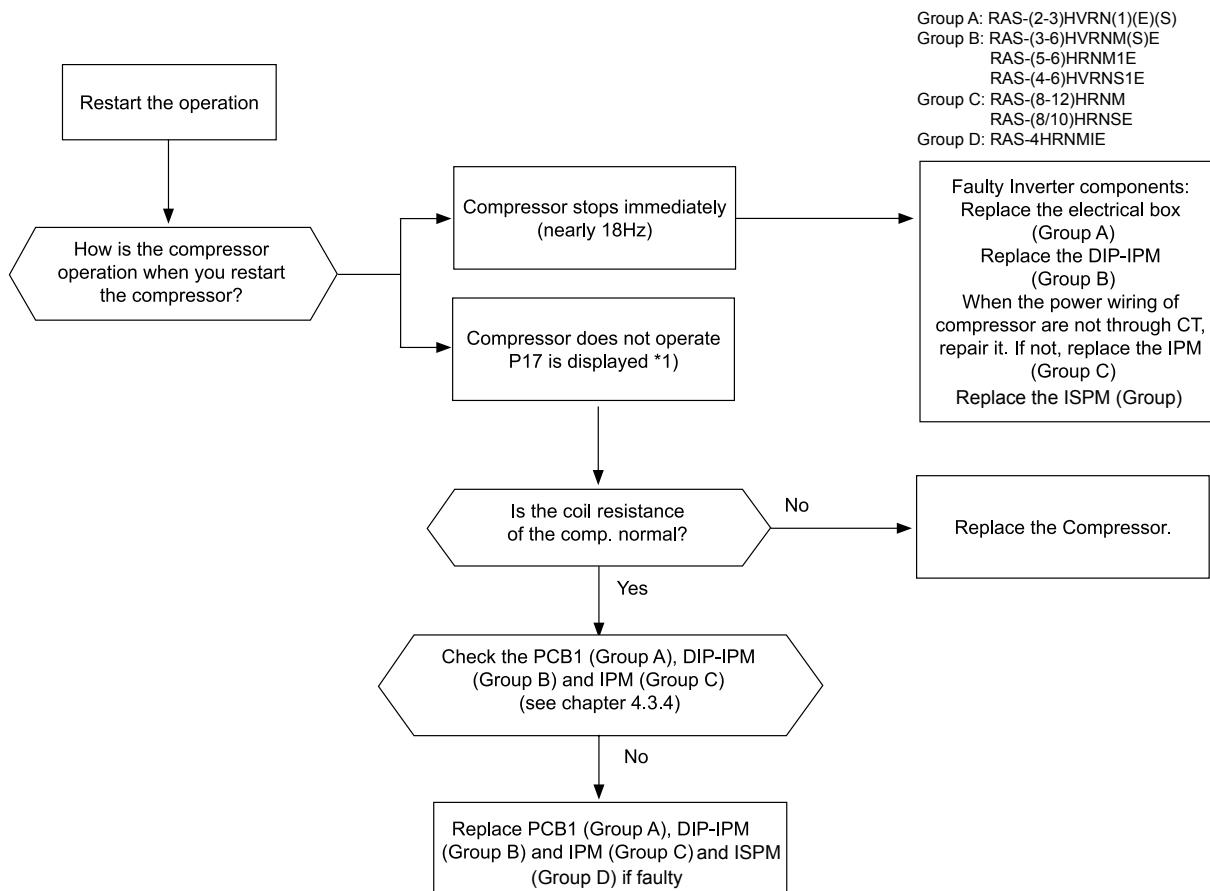 Group A: RAS-(2-3)HVRN(1)(E)(S)
Group B: RAS-(3-6)HVRNM(S)E
RAS-(5-6)HRNM1E
RAS-(4-6)HVRNS1E
Group C: RAS-(8-12)HRNM
RAS-(8/10)HRNSE
Group D: RAS-4HRNMIE
Restart the operation
How is the compressor
operation when you restart
the compressor?
Compressor stops immediately
(nearly 18Hz)
Faulty Inverter components:
Replace the electrical box
(Group A)
Replace the DIP-IPM
(Group B)
When the power wiring of
compressor are not through CT,
repair it. If not, replace the IPM
(Group C)
Replace the ISPM (Group)
Compressor does not operate
P17 is displayed *1)
Is the coil resistance
of the comp. normal?
No
Replace the Compressor.
Yes
Check the PCB1 (Group A), DIP-IPM
(Group B) and IPM (Group C)
(see chapter 4.3.4)
No
Replace PCB1 (Group A), DIP-IPM
(Group B) and IPM (Group C) and ISPM
(Group D) if faulty